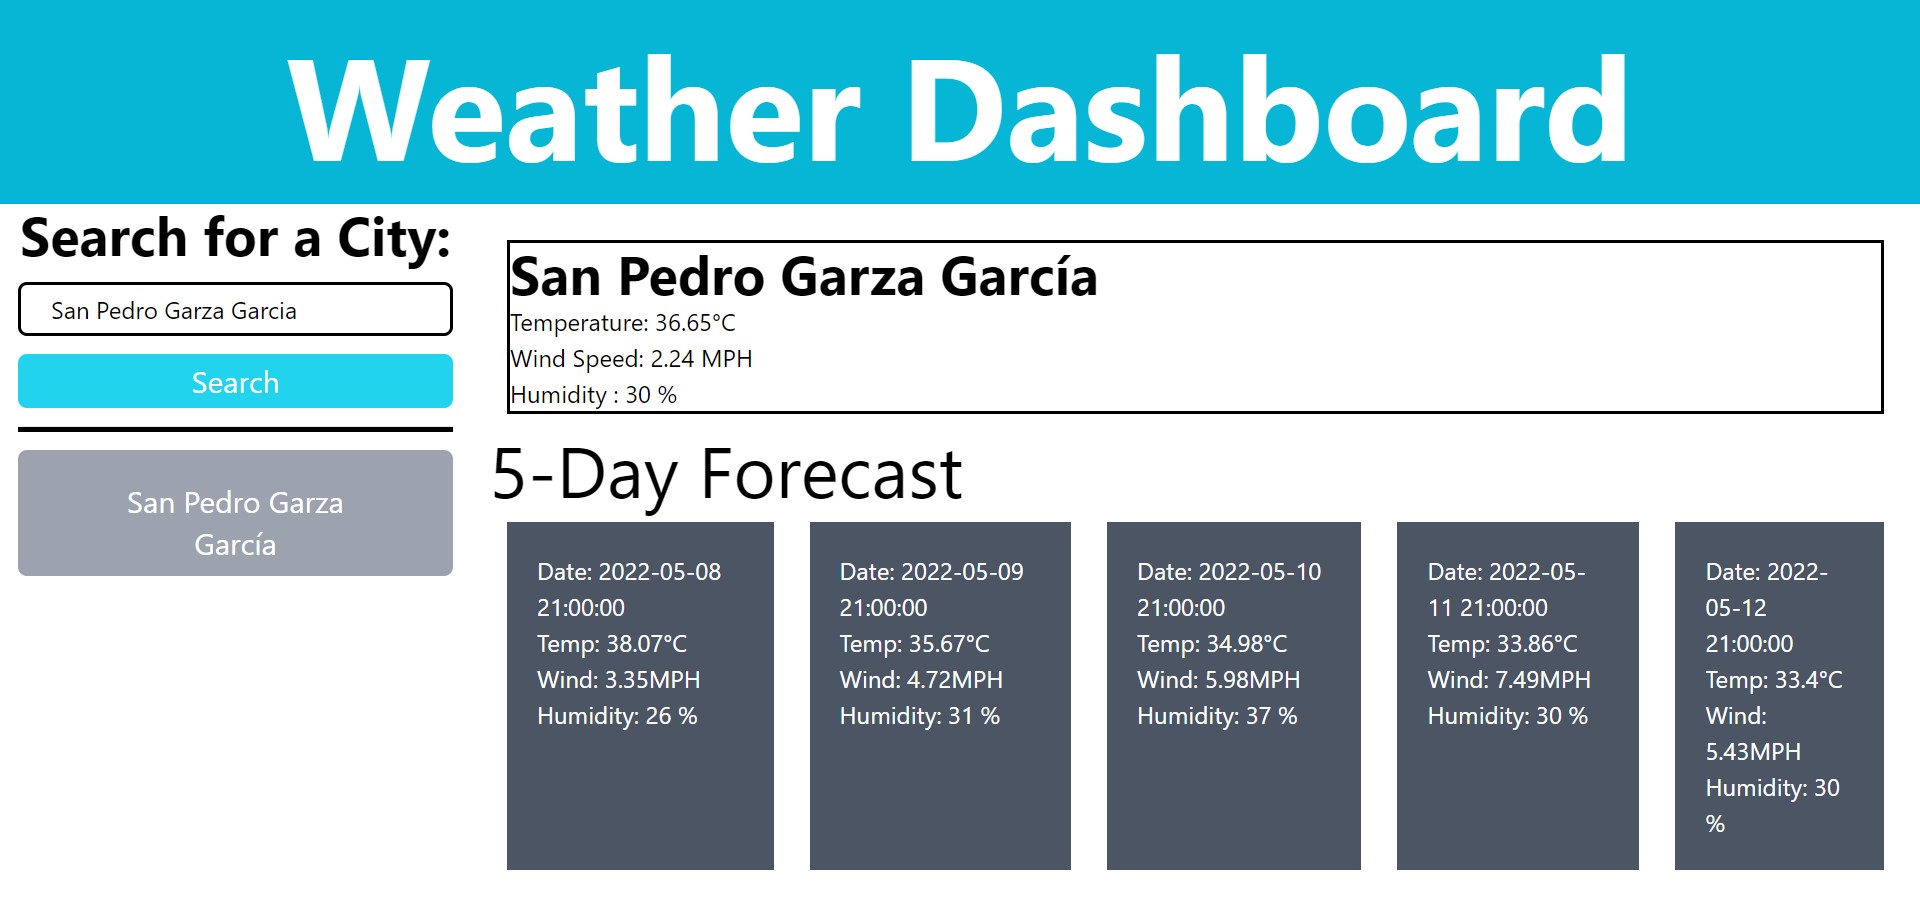 Weather Dashboard
Search for a City:
San Pedro Garza Garcia
Search
San Pedro Garza
García
San Pedro Garza García
Temperature: 36.65°C
Wind Speed: 2.24 MPH
Humidity : 30 %
5-Day Forecast
Date: 2022-05-08
21:00:00
Temp: 38.07°C
Wind: 3.35MPH
Humidity: 26 %
Date: 2022-05-09
21:00:00
Temp: 35.67°C
Wind: 4.72MPH
Humidity: 31 %
Date: 2022-05-10
21:00:00
Temp: 34.98°C
Wind: 5.98MPH
Humidity: 37 %
Date: 2022-05-
11 21:00:00
Temp: 33.86°C
Wind: 7.49MPH
Humidity: 30 %
Date: 2022-
05-12
21:00:00
Temp: 33.4°C
Wind:
5.43MPH
Humidity: 30
%